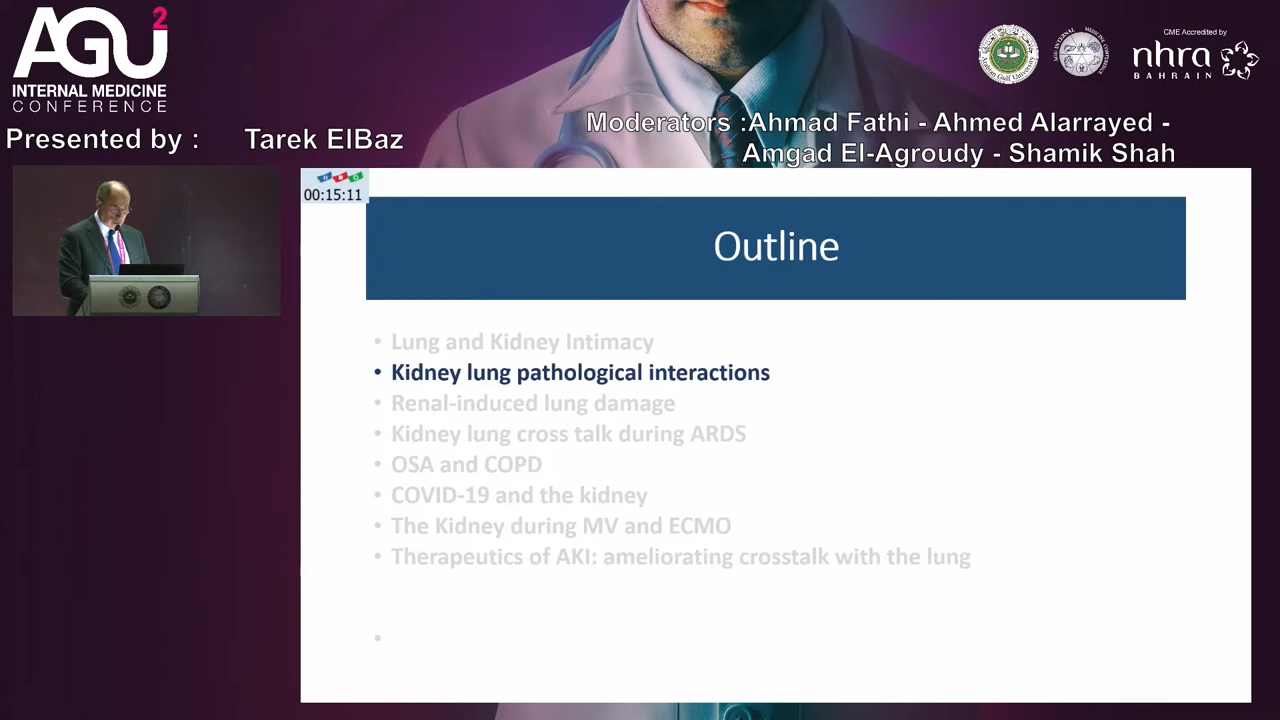 AGU2
INTERNAL MEDICINE
CONFERENCE
CME Accredited by
nhra
BAHRAIN
Presented by : Tarek ElBaz
Moderators :Ahmad Fathi - Ahmed Alarrayed -
Amgad El-Agroudy - Shamik Shah
00:15:11
Outline
• Lung and Kidney Intimacy
• Kidney lung pathological interactions
• Renal-induced lung damage
• Kidney lung cross talk during ARDS
• OSA and COPD
• COVID-19 and the kidney
• The Kidney during MV and ECMO
• Therapeutics of AKI: ameliorating crosstalk with the lung
•